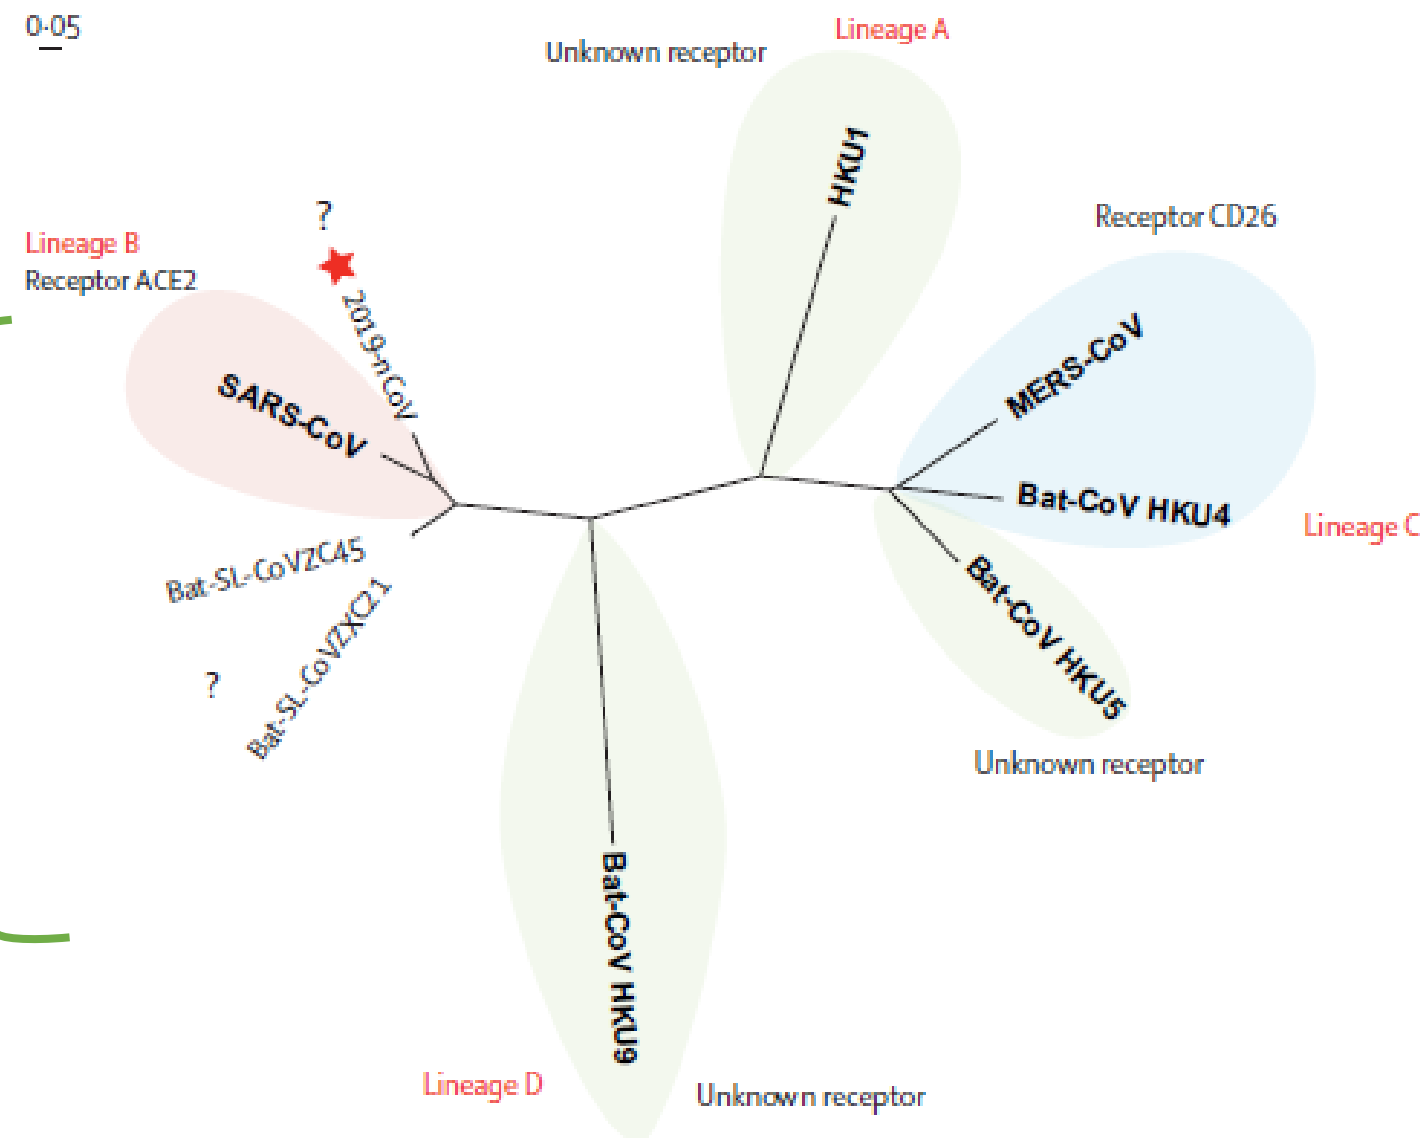 0·05
Lineage A
Unknown receptor
HKU1
Receptor CD26
?
Lineage B
Receptor ACE2
2019-nCoV
SARS-CoV
MERS-CoV
Bat-CoV HKU4
Lineage C
Bat-SL-CoVZC45
Bat-SL-CoVZXC21
?
Bat-CoV HKU5
Unknown receptor
Bat-CoV HKU9
Lineage D
Unknown receptor